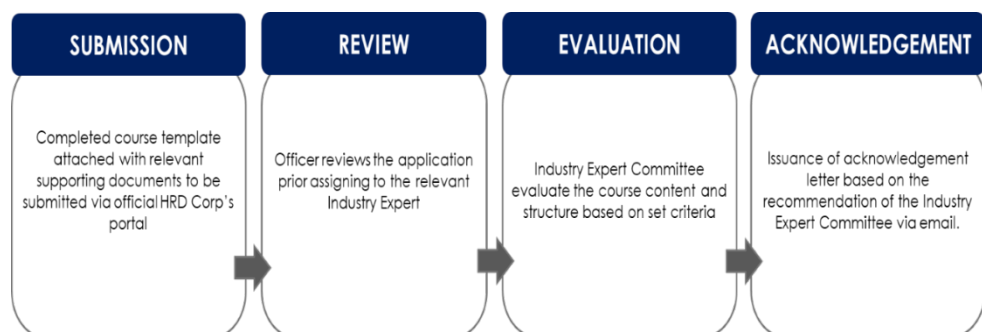 SUBMISSION
Completed course template
attached with relevant
supporting documents to be
submitted via official HRD Corp's
portal
REVIEW
Officer reviews the application
prior assigning to the relevant
Industry Expert
EVALUATION
Industry Expert Committee
evaluate the course content and
structure based on set criteria
ACKNOWLEDGEMENT
Issuance of acknowledgement
letter based on the
recommendation of the Industry
Expert Committee via email.